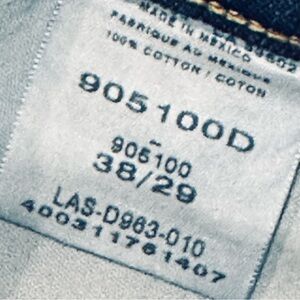 MADE IN MEXICO
FABRIQUE AU MEXIQUE
100% COTTON / COTON
905100D
-
905100
38/29
LAS-D963-010
400311761407